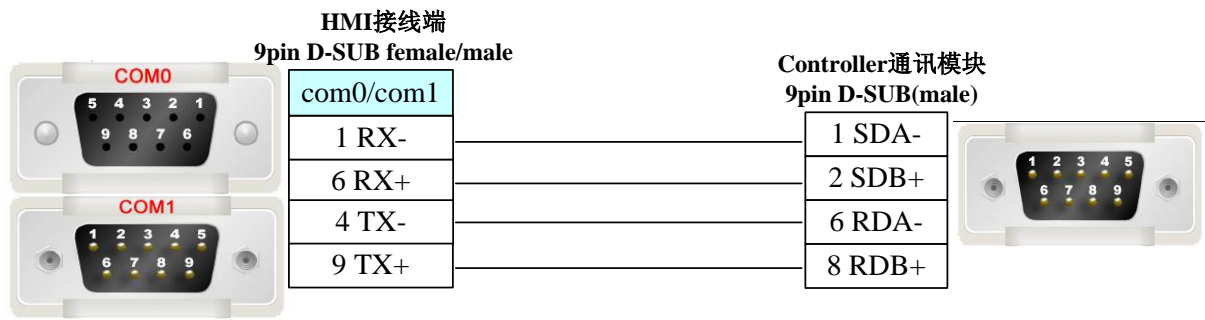 HMI接线端
9pin D-SUB female/male
COM0
5 4 3 2 1
9 8 7 6
COM1
1 2 3 4 5
6 7 8 9
com0/com1
1 RX-
6 RX+
4 TX-
9 TX+
Controller通讯模块
9pin D-SUB(male)
1 SDA-
2 SDB+
6 RDA-
8 RDB+
1 2 3 4 5
6 7 8 9